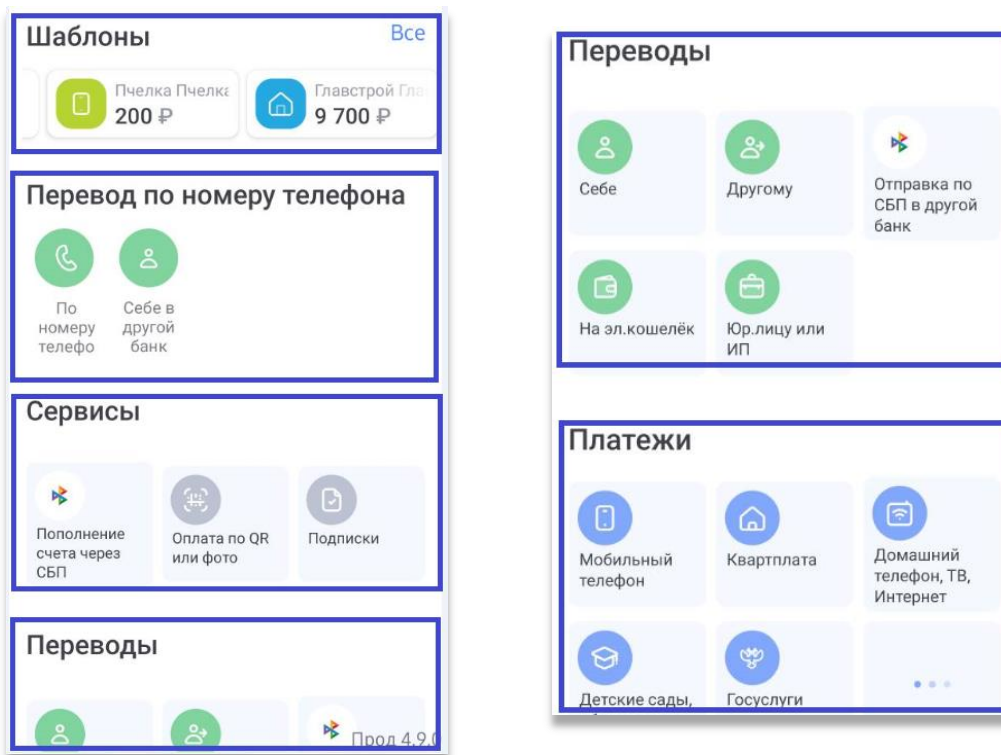 Шаблоны
Все
Пчелка Пчелка
200 ₽
Главстрой Гла
9 700 ₽
Перевод по номеру телефона
По
номеру
телефо
Себе в
другой
банк
Сервисы
Пополнение
счета через
СБП
Оплата по QR
или фото
Подписки
Переводы
Прод 4.9.0
Переводы
Себе
Другому
Отправка по
СБП в другой
банк
На эл.кошелёк
Юр.лицу или
ИП
Платежи
Мобильный
телефон
Квартплата
Домашний
телефон, ТВ,
Интернет
Детские сады,
Госуслуги